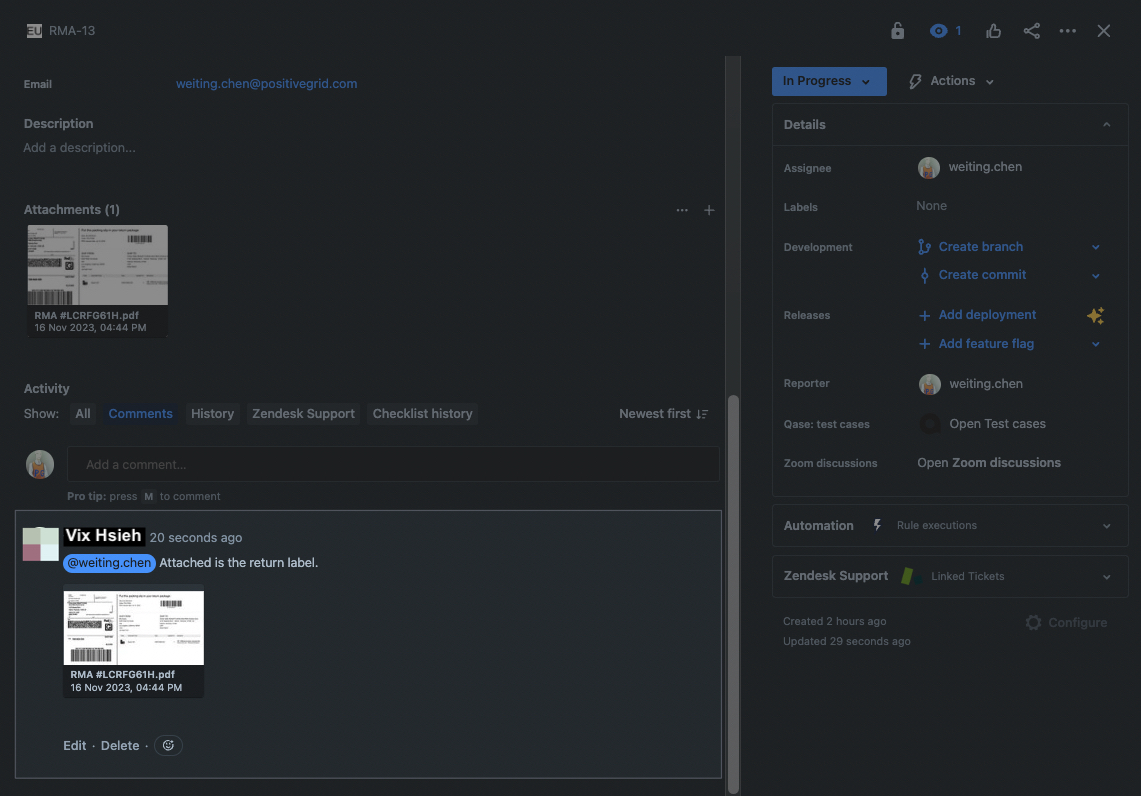 EU RMA-13
1
Email weiting.chen@positivegrid.com
Description
Add a description...
Attachments (1)
RMA #LCRFG61H.pdf
16 Nov 2023, 04:44 PM
Activity
Show: All Comments History Zendesk Support Checklist history Newest first
Add a comment...
Pro tip: press M to comment
Vix Hsieh 20 seconds ago
@weiting.chen Attached is the return label.
RMA #LCRFG61H.pdf
16 Nov 2023, 04:44 PM
Edit · Delete ·
In Progress Actions
Details
Assignee weiting.chen
Labels None
Development Create branch
Create commit
Releases Add deployment
Add feature flag
Reporter weiting.chen
Qase: test cases Open Test cases
Zoom discussions Open Zoom discussions
Automation Rule executions
Zendesk Support Linked Tickets
Created 2 hours ago Configure
Updated 29 seconds ago